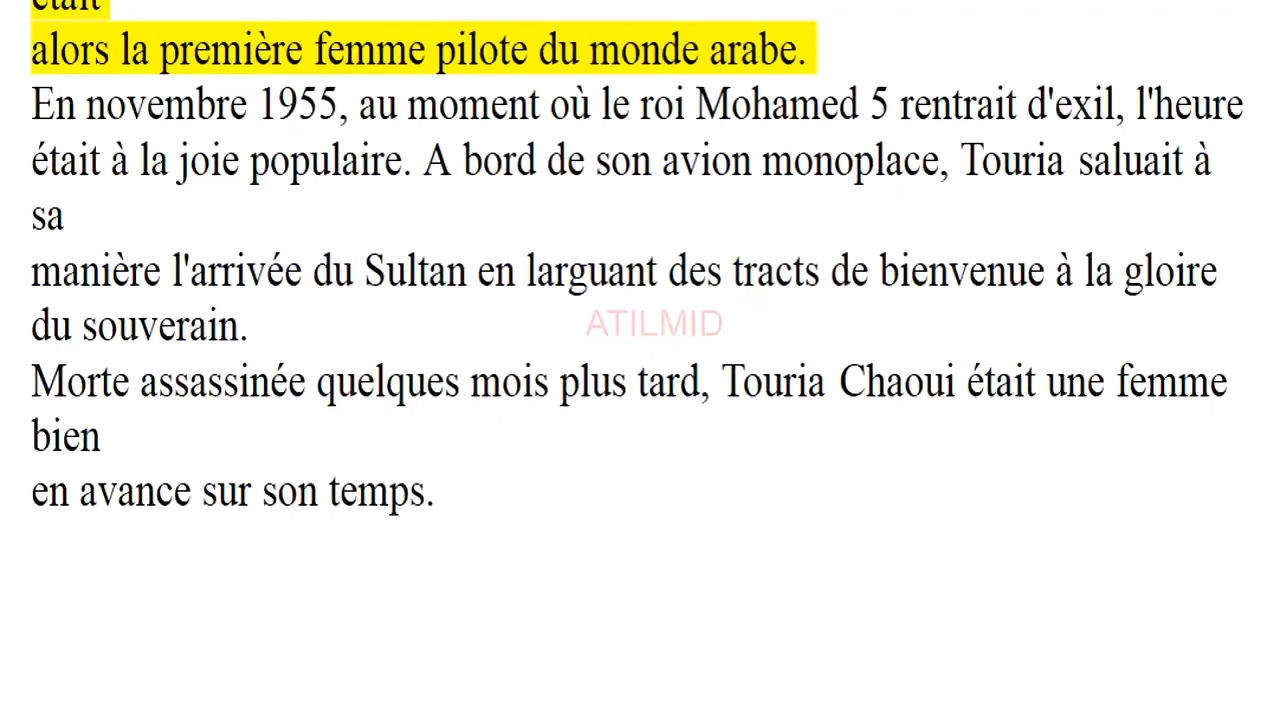 était
alors la première femme pilote du monde arabe.
En novembre 1955, au moment où le roi Mohamed 5 rentrait d'exil, l'heure
était à la joie populaire. A bord de son avion monoplace, Touria saluait à
sa
manière l'arrivée du Sultan en larguant des tracts de bienvenue à la gloire
du souverain.
ATILMID
Morte assassinée quelques mois plus tard, Touria Chaoui était une femme
bien
en avance sur son temps.